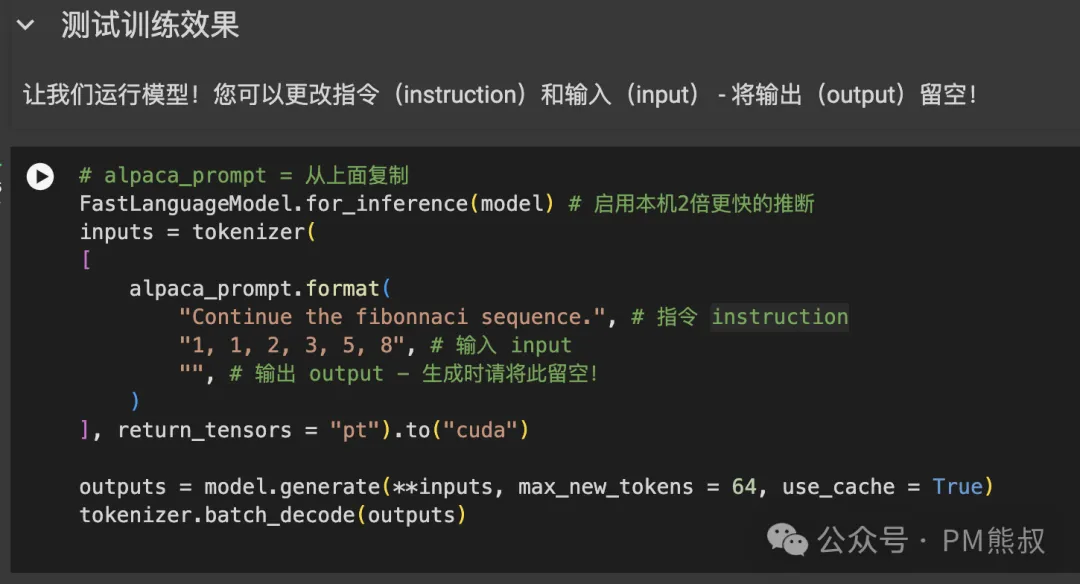 测试训练效果
让我们运行模型！您可以更改指令（instruction）和输入（input） - 将输出（output）留空！
# alpaca_prompt = 从上面复制
FastLanguageModel.for_inference(model) # 启用本机2倍更快的推断
inputs = tokenizer(
[
    alpaca_prompt.format(
        "Continue the fibonnaci sequence.", # 指令 instruction
        "1, 1, 2, 3, 5, 8", # 输入 input
        "", # 输出 output - 生成时请将此留空！
    )
], return_tensors = "pt").to("cuda")
outputs = model.generate(**inputs, max_new_tokens = 64, use_cache = True)
tokenizer.batch_decode(outputs)
公众号 · PM熊叔